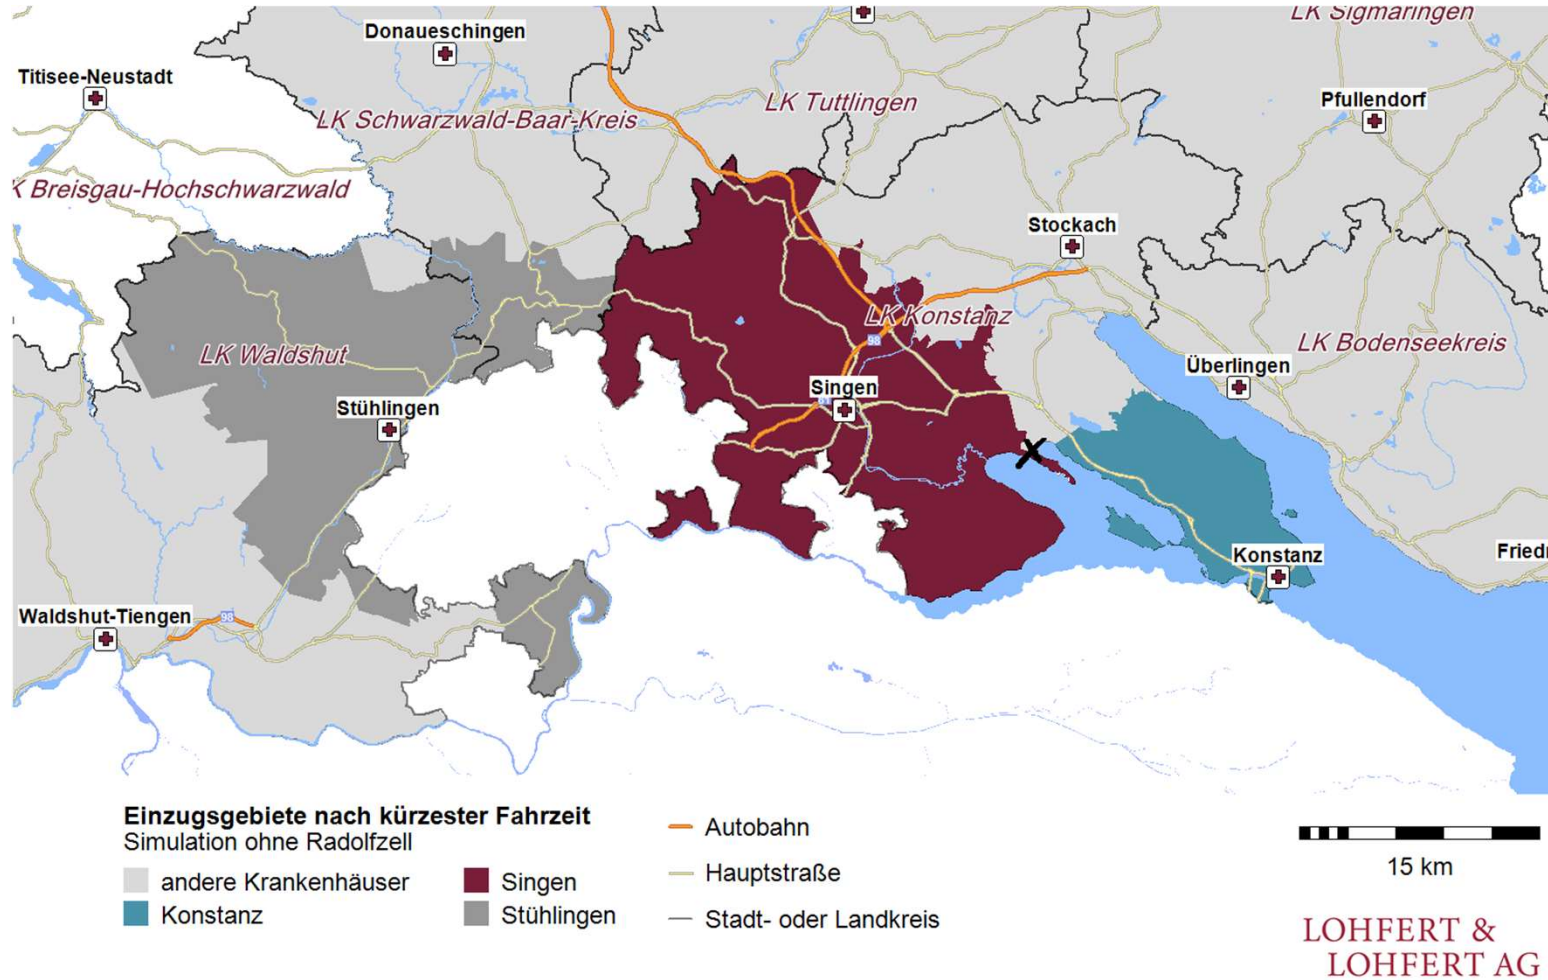 LK Sigmaringen
Donaueschingen
Titisee-Neustadt
LK Tuttlingen
Pfullendorf
LK Schwarzwald-Baar-Kreis
K Breisgau-Hochschwarzwald
Stockach
LK Konstanz
LK Waldshut
98
LK Bodenseekreis
Überlingen
Singen
81
Stühlingen
Konstanz
Friedr
Waldshut-Tiengen
98
Einzugsgebiete nach kürzester Fahrzeit
Simulation ohne Radolfzell
andere Krankenhäuser
Konstanz
Singen
Stühlingen
Autobahn
Hauptstraße
Stadt- oder Landkreis
15 km
LOHFERT &
LOHFERT AG